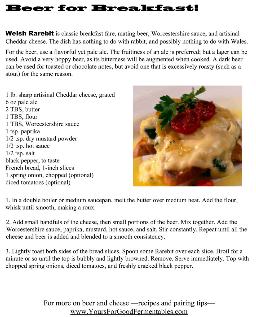 Beer for Breakfast!
Welsh Rarebit is classic breakfast fare, mating beer, Worcestershire sauce, and artisanal
Cheddar cheese. The dish has nothing to do with rabbit, and possibly nothing to do with Wales.
For the beer, use a flavorful yet pale ale. The fruitiness of an ale is preferred, but a lager can be
used. Avoid a very hoppy beer, as its bitterness will be augmented when cooked. A dark beer
can be used for toasted or chocolate notes, but avoid one that is excessively roasty (such as a
stout) for the same reason.
1 lb. sharp artisinal Cheddar cheese, grated
6 oz pale ale
2 TBS, butter
1 TBS, flour
1 TBS, Worcestershire sauce
1 tsp. paprika
1/2 tsp. dry mustard powder
1/2 tsp. hot sauce
1/2 tsp. salt
black pepper, to taste
French bread, 1-inch slices
1 spring onion, chopped (optional)
diced tomatoes (optional)
1. In a double boiler or medium saucepan, melt the butter over medium heat. Add the flour,
whisk until smooth, making a roux.
2. Add small handfuls of the cheese, then small portions of the beer. Mix together. Add the
Worcestershire sauce, paprika, mustard, hot sauce, and salt. Stir constantly. Repeat until all the
cheese and beer is added and blended to a smooth consistency.
3. Lightly toast both sides of the bread slices. Spoon some Rarebit over each slice. Broil for a
minute or so until the top is bubbly and lightly browned. Remove. Serve immediately. Top with
chopped spring onions, diced tomatoes, and freshly cracked black pepper.
For more on beer and cheese —recipes and pairing tips—
www.YoursForGoodFermentables.com